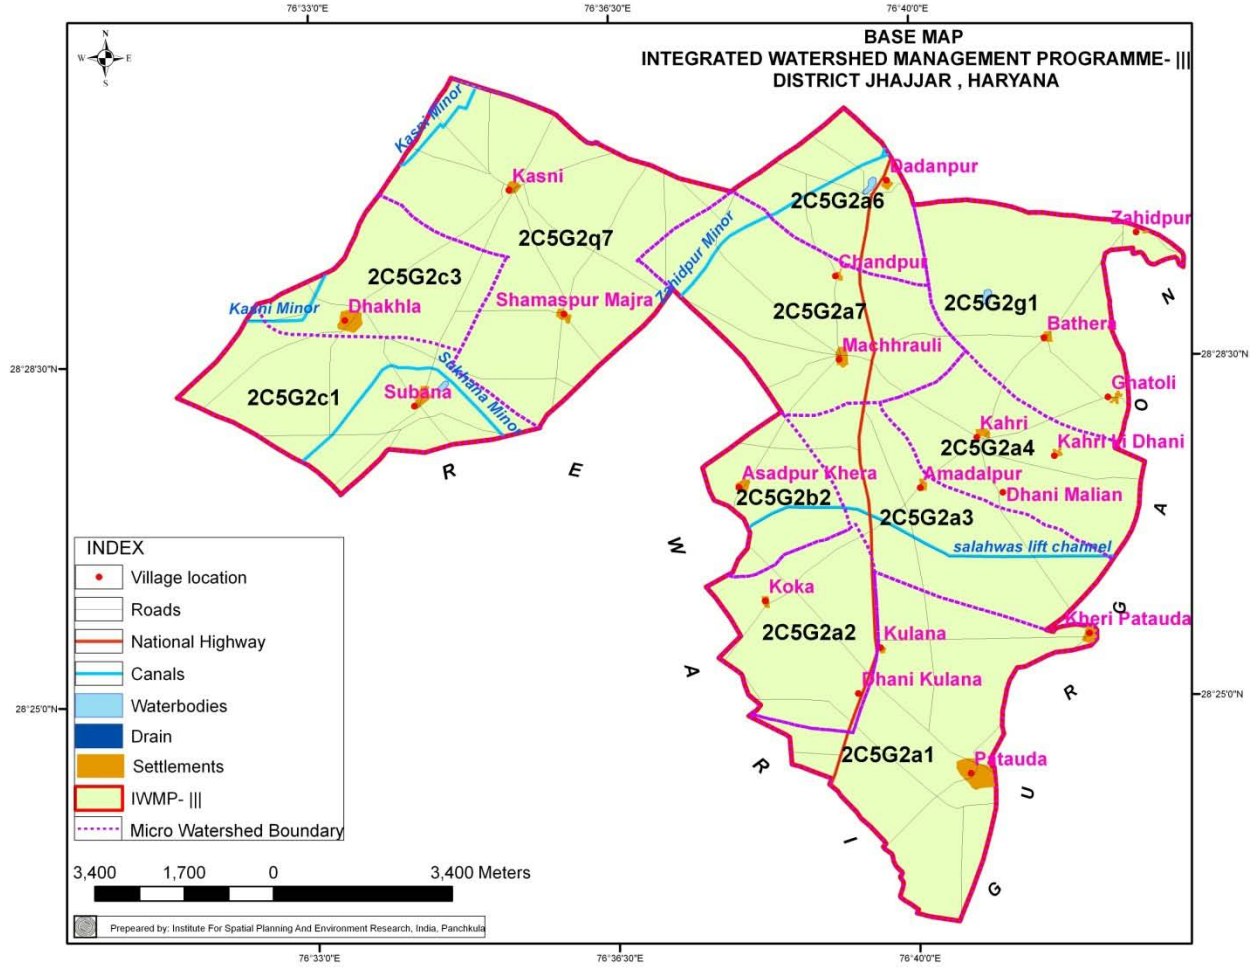 76°33'0"E
76°36'30"E
76°40'0"E
BASE MAP
INTEGRATED WATERSHED MANAGEMENT PROGRAMME- |||
DISTRICT JHAJJAR , HARYANA
N
W E
S
Kasni Minor
Kasni
Dadanpur
2C5G2a6
Zahidpur
2C5G2q7
Zahidpur Minor
Chandpur
2C5G2c3
Kasni Minor
Dhakhla
Shamaspur Majra
2C5G2a7
2C5G2g1
Bathera
Machhrauli
28°28'30"N
28°28'30"N
2C5G2c1
Subana
Sukhana Minor
Ghatoli
Kahri
2C5G2a4
Kahri Ki Dhani
Asadpur Khera
2C5G2b2
Amadalpur
Dhani Malian
2C5G2a3
salahwas lift channel
R E W A R I
G U R G A O N
Koka
2C5G2a2
Kulana
Kheri Patauda
Dhani Kulana
28°25'0"N
28°25'0"N
2C5G2a1
Patauda
INDEX
Village location
Roads
National Highway
Canals
Waterbodies
Drain
Settlements
IWMP- |||
Micro Watershed Boundary
3,400 1,700 0 3,400 Meters
Prepeared by: Institute For Spatial Planning And Environment Research, India, Panchkula
76°33'0"E
76°36'30"E
76°40'0"E